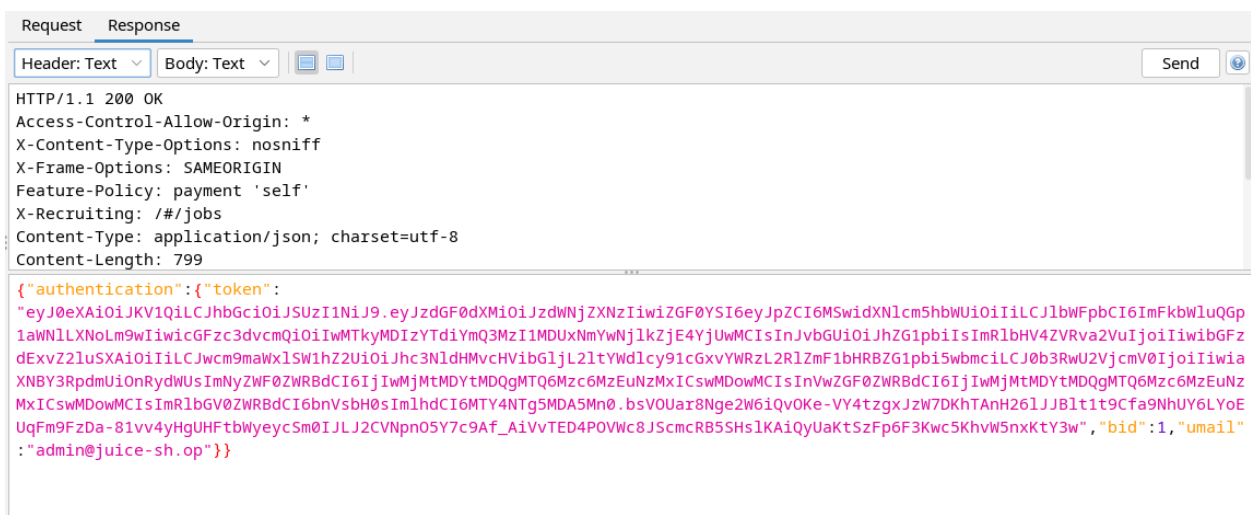 Request Response
Header: Text Body: Text Send
HTTP/1.1 200 OK
Access-Control-Allow-Origin: *
X-Content-Type-Options: nosniff
X-Frame-Options: SAMEORIGIN
Feature-Policy: payment 'self'
X-Recruiting: /#/jobs
Content-Type: application/json; charset=utf-8
Content-Length: 799
{"authentication":{"token":
"eyJ0eXAiOiJKV1QiLCJhbGciOiJSUzI1NiJ9.eyJzdGF0dXMiOiJzdWNjZXNzIiwiZGF0YSI6eyJpZCI6MSwidXNlcm5hbWUiOiIiLCJlbWFpbCI6ImFkbWluQGp
1aWNlLXNoLm9wIiwicGFzc3dvcmQiOiIwMTkyMDIzYTdiYmQ3MzI1MDUxNmYwNjlkZjE4YjUwMCIsInJvbGUiOiJhZG1pbiIsImRlbHV4ZVRva2VuIjoiIiwibGFz
dExvZ2luSXAiOiIiLCJwcm9maWxlSW1hZ2UiOiJhc3NldHMvcHVibGljL2ltYWdlcy91cGxvYWRzL2RlZmF1bHRBZG1pbi5wbmciLCJ0b3RwU2VjcmV0IjoiIiwia
XNBY3RpdmUiOnRydWUsImNyZWF0ZWRBdCI6IjIwMjMtMDYtMDQgMTQ6Mzc6MzEuNzMxICswMDowMCIsInVwZGF0ZWRBdCI6IjIwMjMtMDYtMDQgMTQ6Mzc6MzEuNz
MxICswMDowMCIsImRlbGV0ZWRBdCI6bnVsbH0sImlhdCI6MTY4NTg5MDA5Mn0.bsVOUar8Nge2W6iQvOKe-VY4tzgxJzW7DKhTAnH26lJJBlt1t9Cfa9NhUY6LYoE
UqFm9FzDa-81vv4yHgUHFtbWyeycSm0IJLJ2CVNpnO5Y7c9Af_AiVvTED4POVWc8JScmcRB5SHslKAiQyUaKtSzFp6F3Kwc5KhvW5nxKtY3w","bid":1,"umail"
:"admin@juice-sh.op"}}